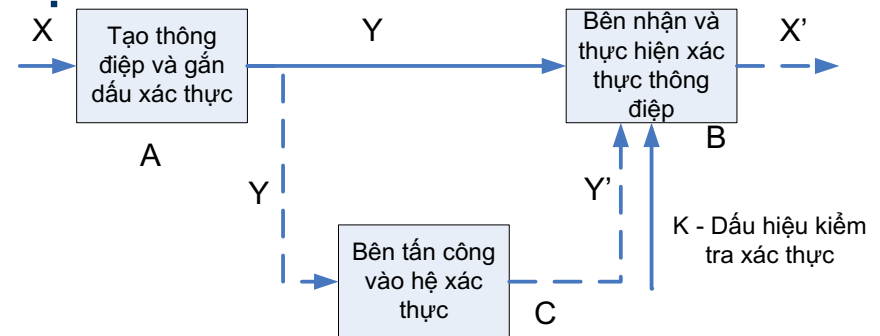 X
Tạo thông
điệp và gắn
dấu xác thực
A
Y
Bên nhận và
thực hiện xác
thực thông
điệp
B
X’
Y
Bên tấn công
vào hệ xác
thực
C
Y’
K - Dấu hiệu kiểm
tra xác thực